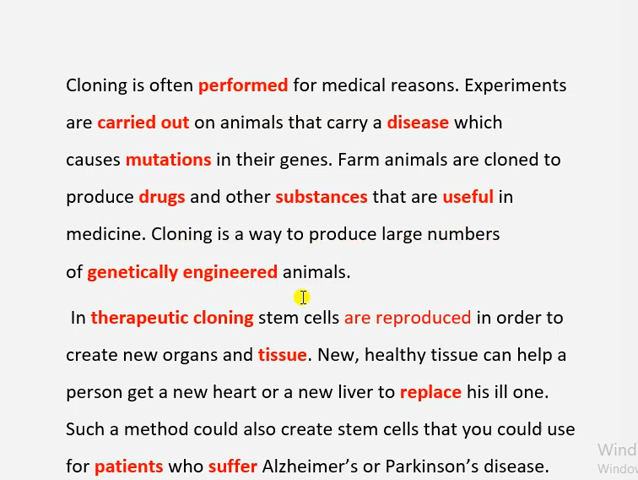 Cloning is often performed for medical reasons. Experiments
are carried out on animals that carry a disease which
causes mutations in their genes. Farm animals are cloned to
produce drugs and other substances that are useful in
medicine. Cloning is a way to produce large numbers
of genetically engineered animals.
In therapeutic cloning stem cells are reproduced in order to
create new organs and tissue. New, healthy tissue can help a
person get a new heart or a new liver to replace his ill one.
Such a method could also create stem cells that you could use
for patients who suffer Alzheimer's or Parkinson's disease.